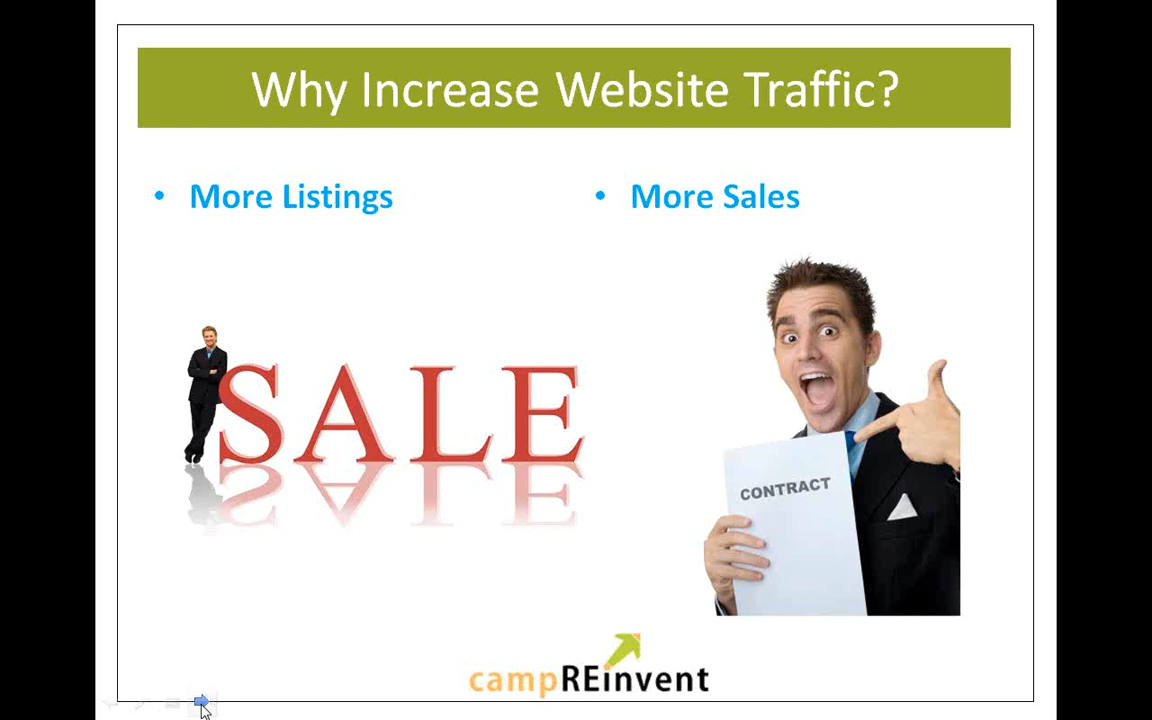 Why Increase Website Traffic?
• More Listings
• More Sales
SALE
CONTRACT
campREinvent